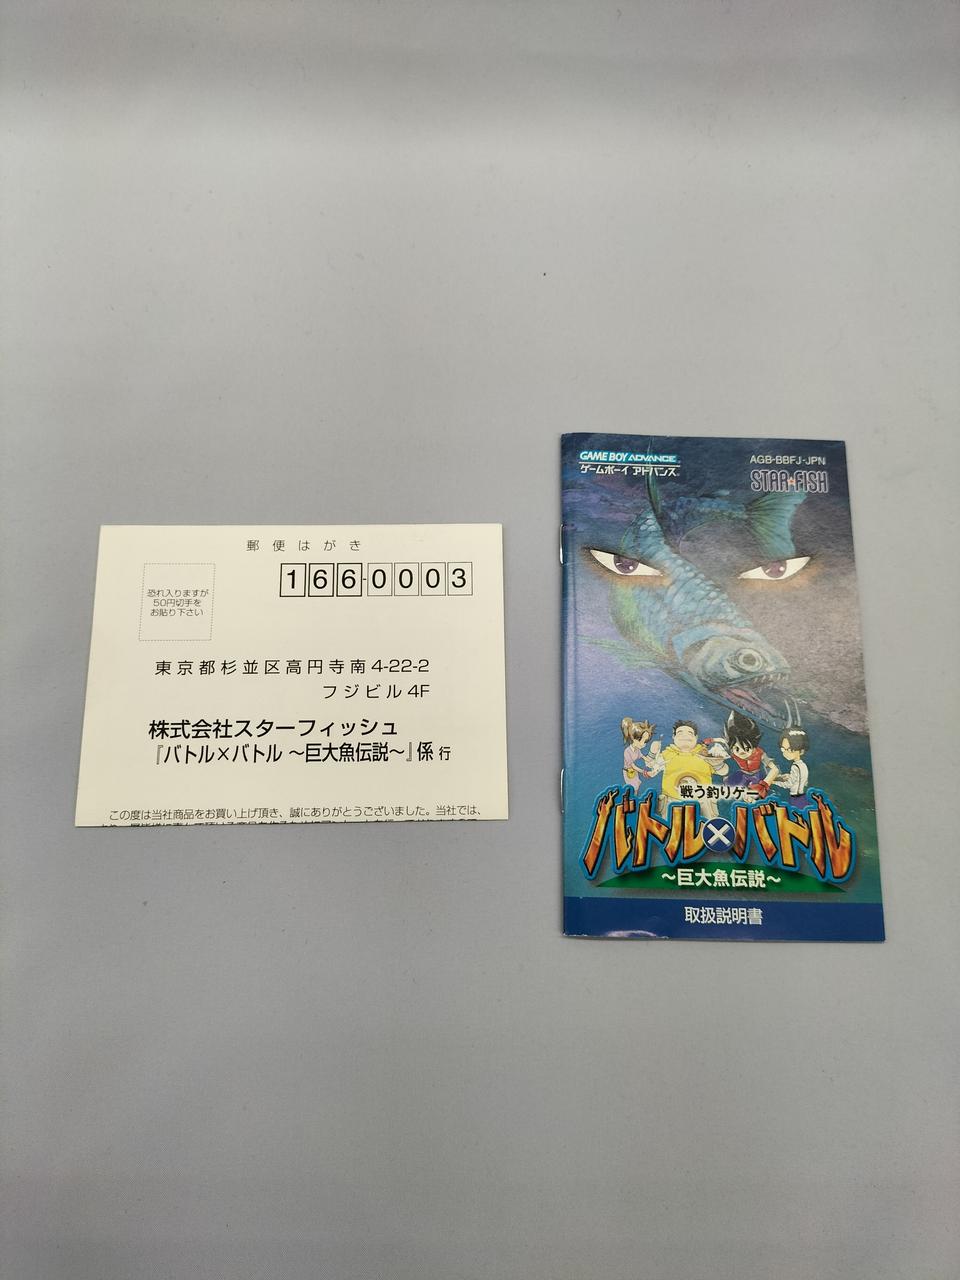 郵便はがき
恐れ入りますが
50円切手を
お貼り下さい
166-0003
東京都杉並区高円寺南4-22-2
フジビル4F
株式会社スターフィッシュ
『バトル×バトル 〜巨大魚伝説〜』係 行
この度は当社商品をお買い上げ頂き、誠にありがとうございました。当社では、
GAME BOY ADVANCE
ゲームボーイ アドバンス
AGB-BBFJ-JPN
STAR★FISH
戦う釣りゲー
バトル×バトル
〜巨大魚伝説〜
取扱説明書